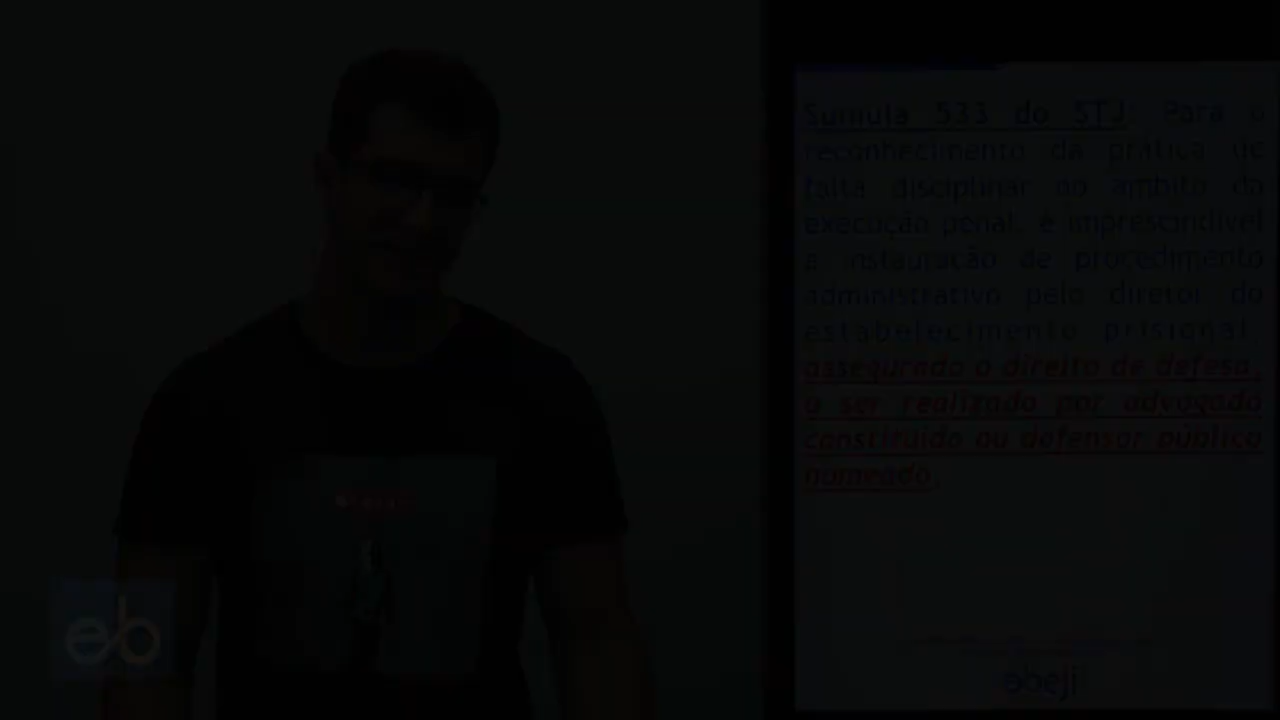 Súmula 533 do STJ. Para o
reconhecimento da prática de
falta disciplinar no âmbito da
execução penal, é imprescindível
a instauração de procedimento
administrativo pelo diretor do
estabelecimento prisional,
assegurado o direito de defesa,
a ser realizado por advogado
constituído ou defensor público
nomeado.
eb
ebeji